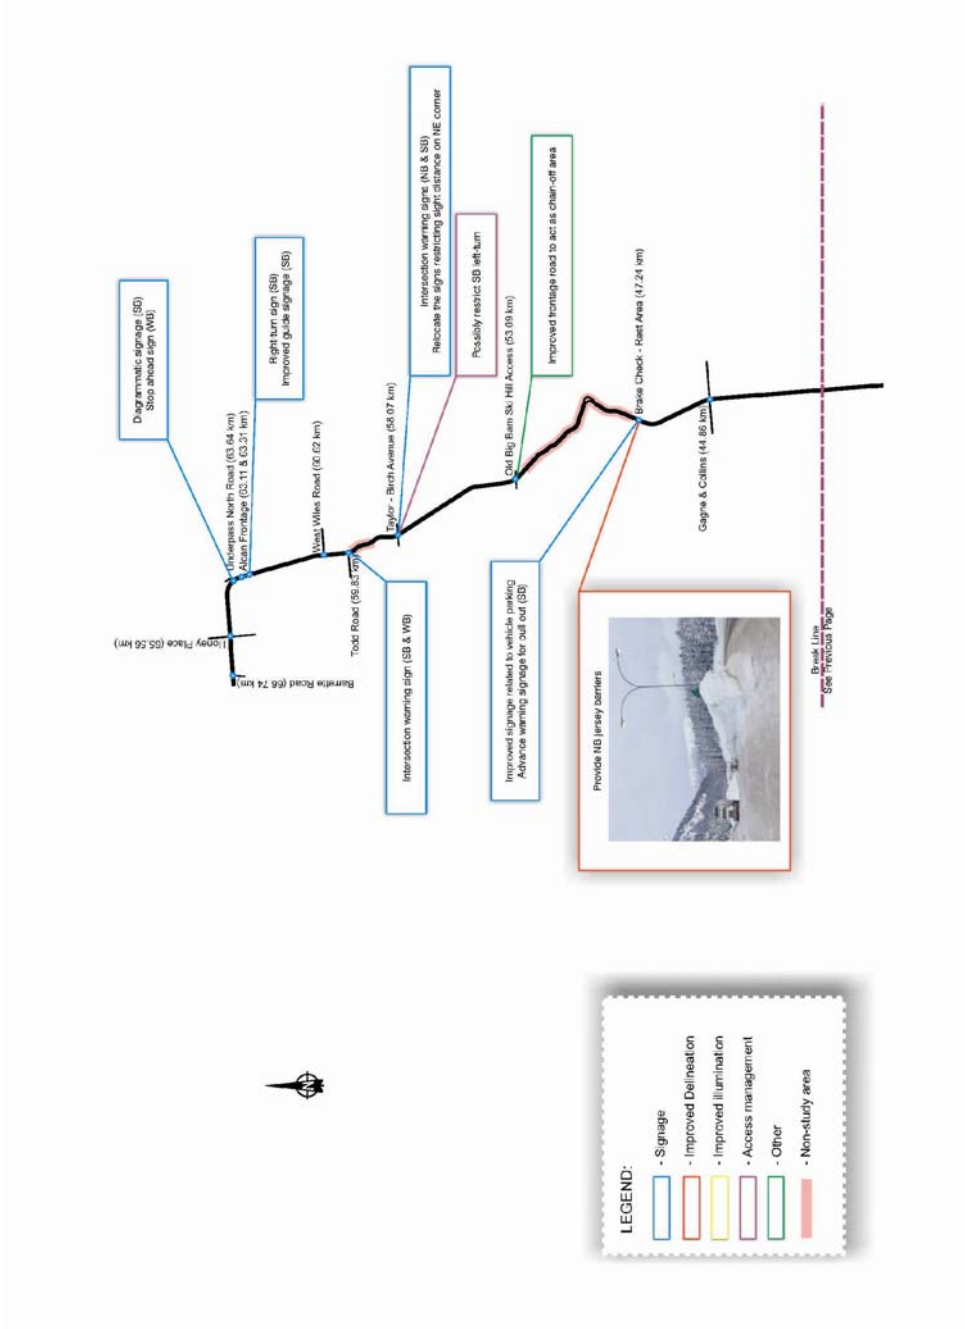 Diagrammatic signage (SB)
Stop ahead sign (WB)
Right-turn sign (SB)
Improved guide signage (SB)
Intersection warning signs (NB & SB)
Relocate the signs restricting sight distance on NE corner
Possibly restrict SB left-turn
Improved frontage road to act as chain-off area
Underpass North Road (63.64 km)
Alcan Frontage (63.11 & 63.31 km)
West Wiles Road (60.62 km)
Taylor - Birch Avenue (58.07 km)
Old Big Bam Ski Hill Access (53.09 km)
Brake Check - Rest Area (47.24 km)
Gagne & Collins (44.86 km)
Honey Place (65.56 km)
Barrette Road (66.74 km)
Todd Road (59.83 km)
Intersection warning sign (SB & WB)
Improved signage related to vehicle parking
Advance warning signage for pull out (SB)
Provide NB jersey barriers
Break Line
See Previous Page
N
LEGEND:
- Signage
- Improved Delineation
- Improved illumination
- Access management
- Other
- Non-study area